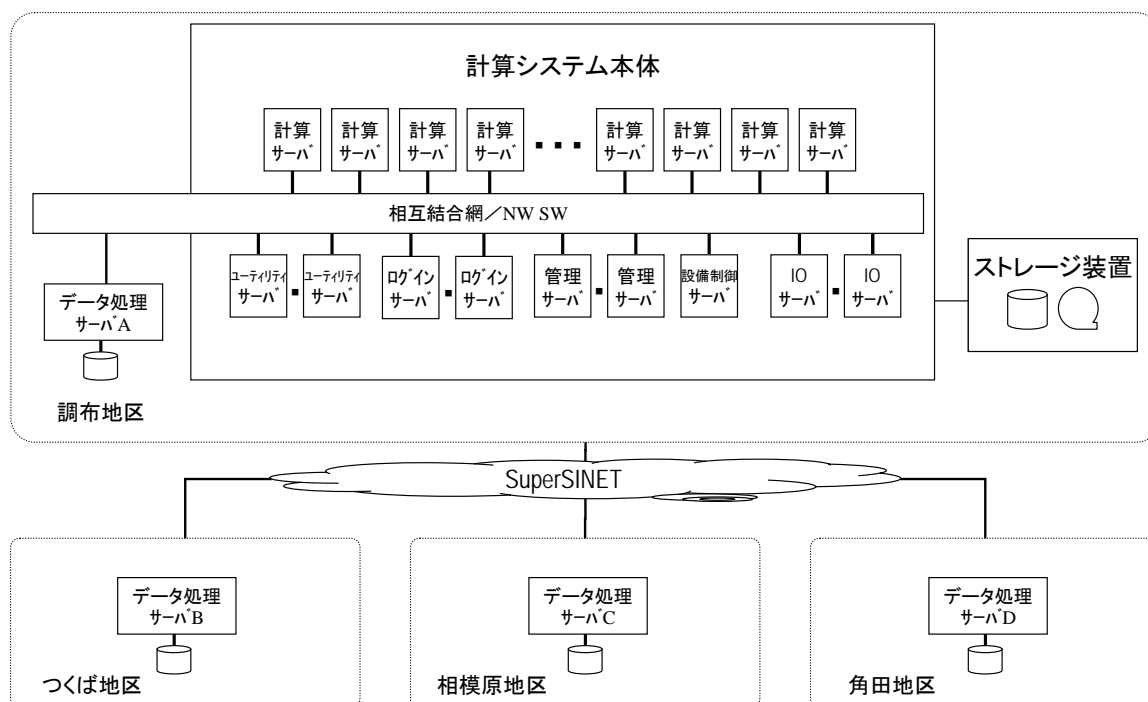 計算システム本体
計算 計算 計算 計算 ・・・ 計算 計算 計算 計算
サーバ サーバ サーバ サーバ サーバ サーバ サーバ サーバ
相互結合網／NW SW
ユーティリティ ユーティリティ ログイン ログイン 管理 管理 設備制御 IO IO
サーバ ・ サーバ サーバ ・ サーバ サーバ ・ サーバ サーバ サーバ ・ サーバ
ストレージ装置
データ処理
サーバA
調布地区
SuperSINET
データ処理
サーバB
つくば地区
データ処理
サーバC
相模原地区
データ処理
サーバD
角田地区